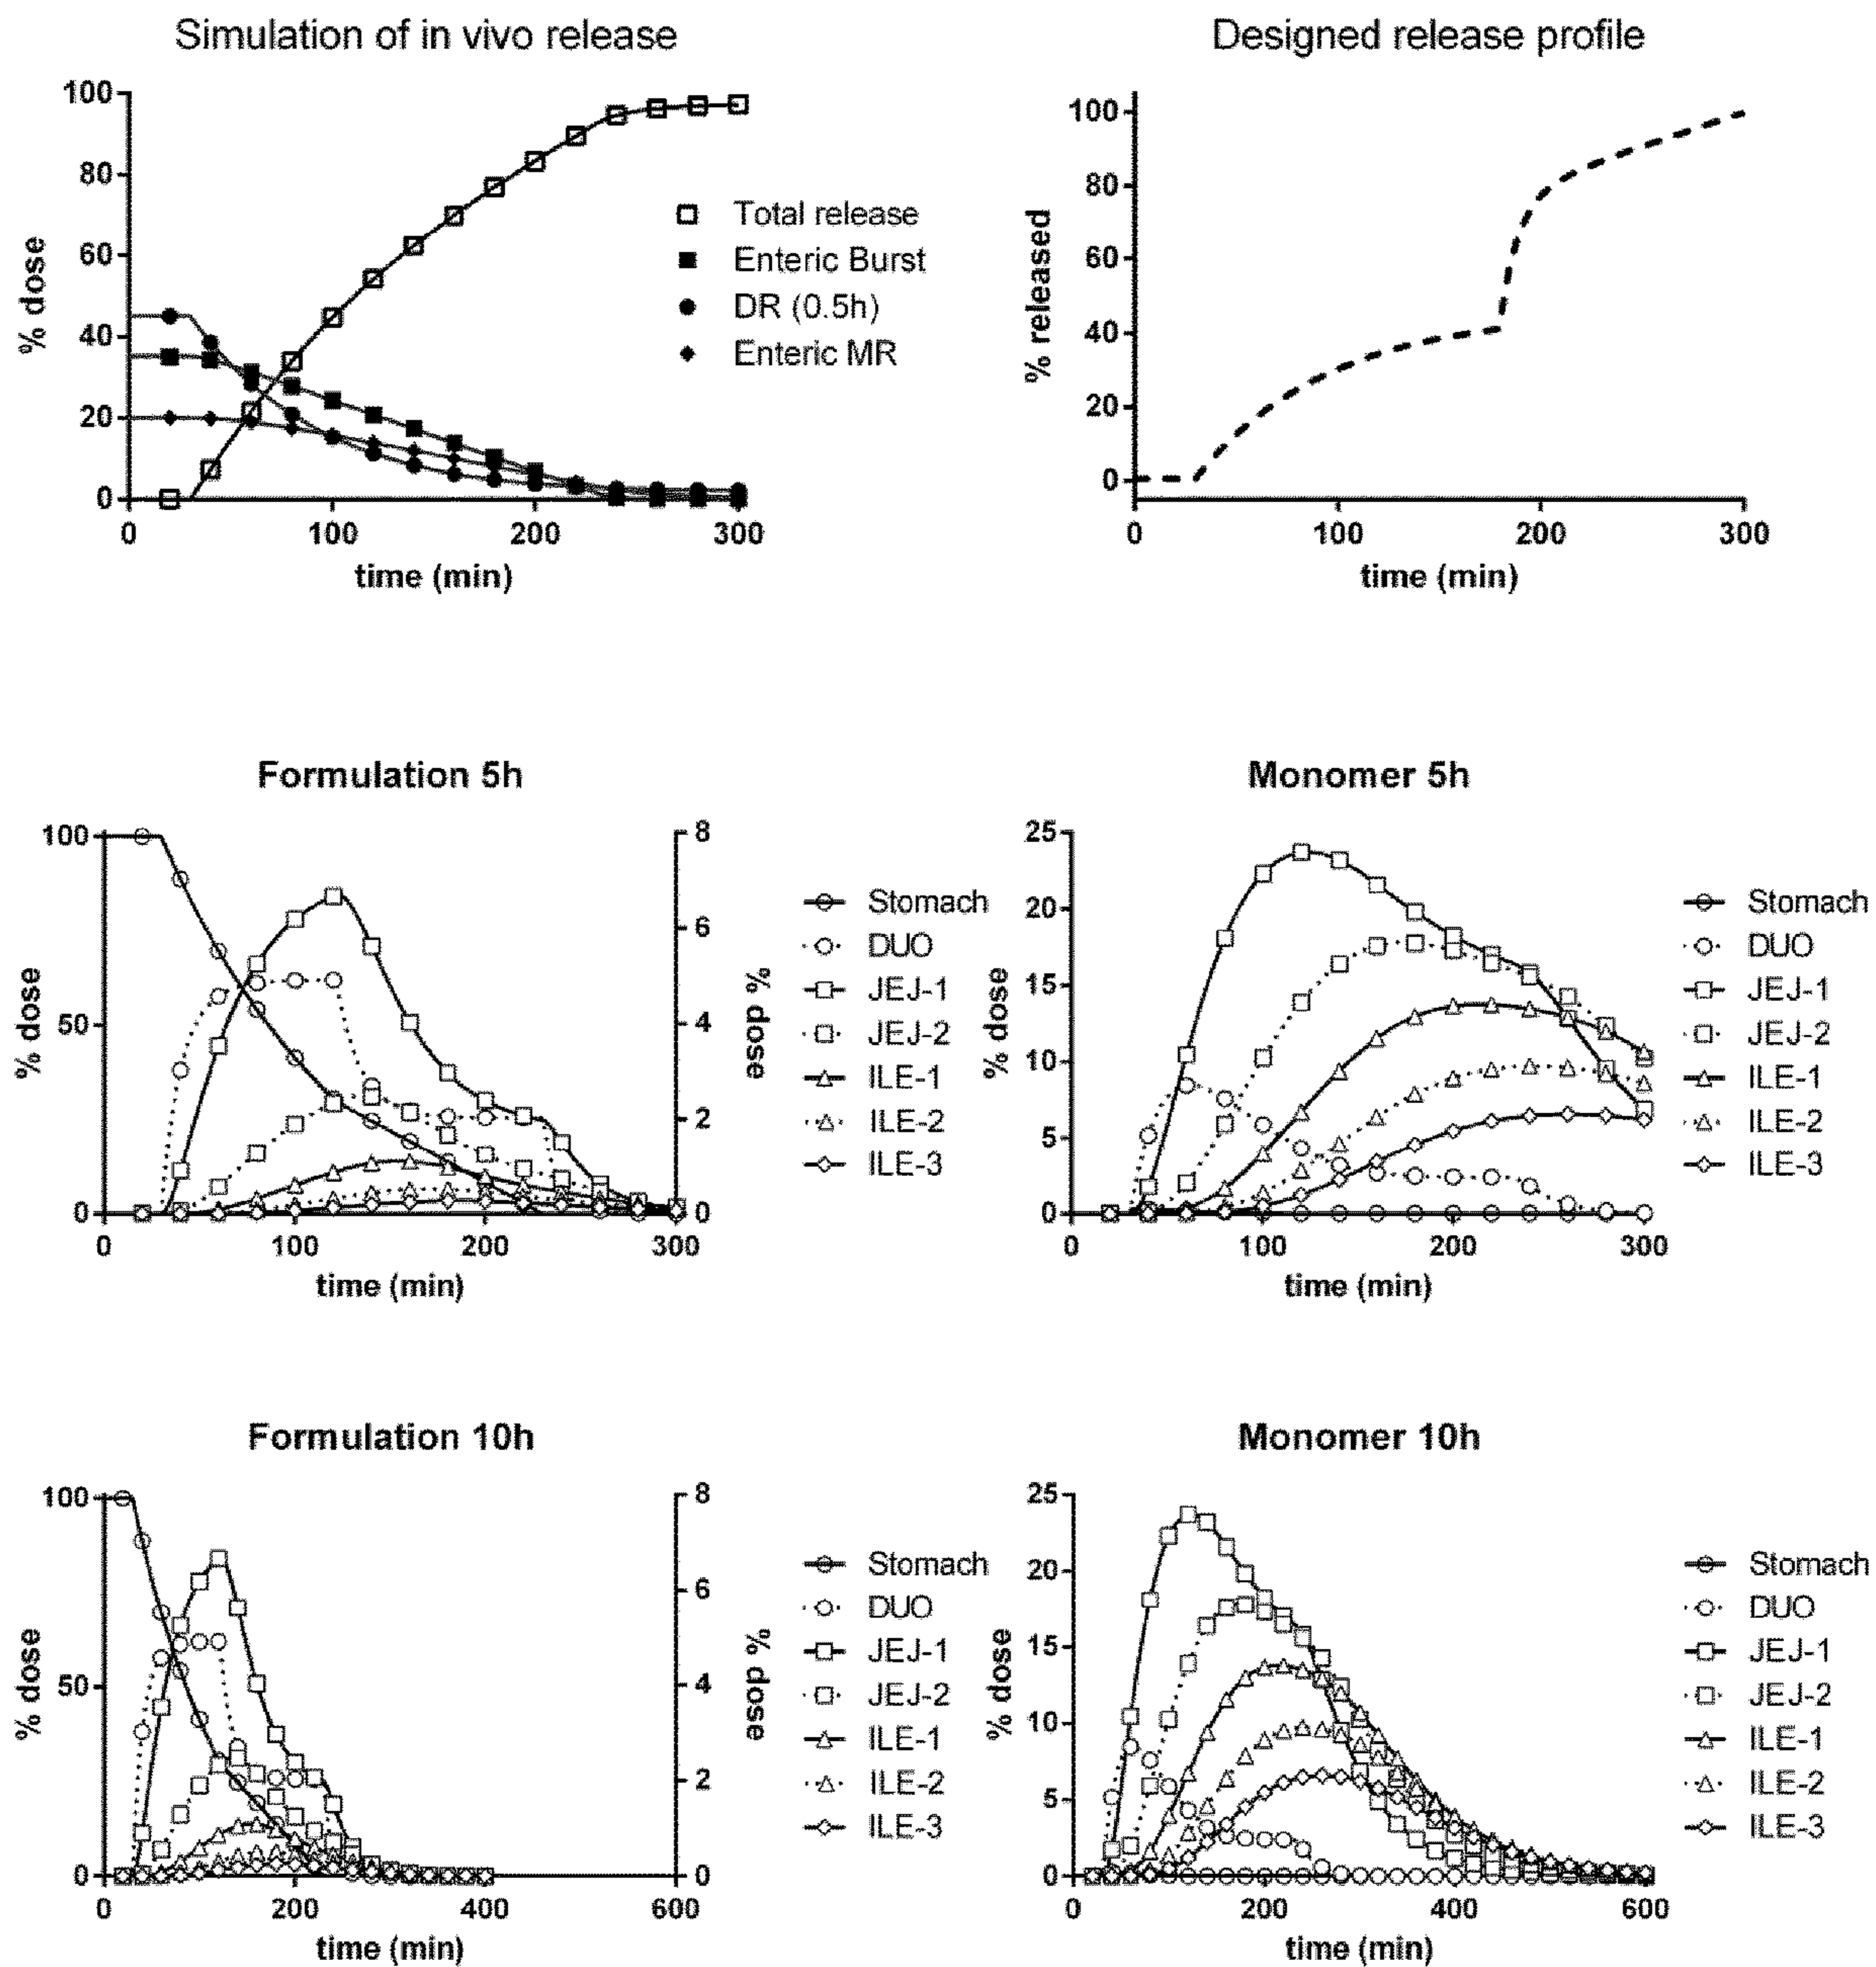 Simulation of in vivo release
100
80
60
40
20
0
% dose
0 100 200 300
time (min)
Total release
Enteric Burst
DR (0.5h)
Enteric MR
Designed release profile
100
80
60
40
20
0
% released
0 100 200 300
time (min)
Formulation 5h
100
50
0
% dose
8
6
4
2
0
% dose
0 100 200 300
time (min)
Stomach
DUO
JEJ-1
JEJ-2
ILE-1
ILE-2
ILE-3
Monomer 5h
25
20
15
10
5
0
% dose
0 100 200 300
time (min)
Stomach
DUO
JEJ-1
JEJ-2
ILE-1
ILE-2
ILE-3
Formulation 10h
100
50
0
% dose
8
6
4
2
0
% dose
0 200 400 600
time (min)
Stomach
DUO
JEJ-1
JEJ-2
ILE-1
ILE-2
ILE-3
Monomer 10h
25
20
15
10
5
0
% dose
0 200 400 600
time (min)
Stomach
DUO
JEJ-1
JEJ-2
ILE-1
ILE-2
ILE-3